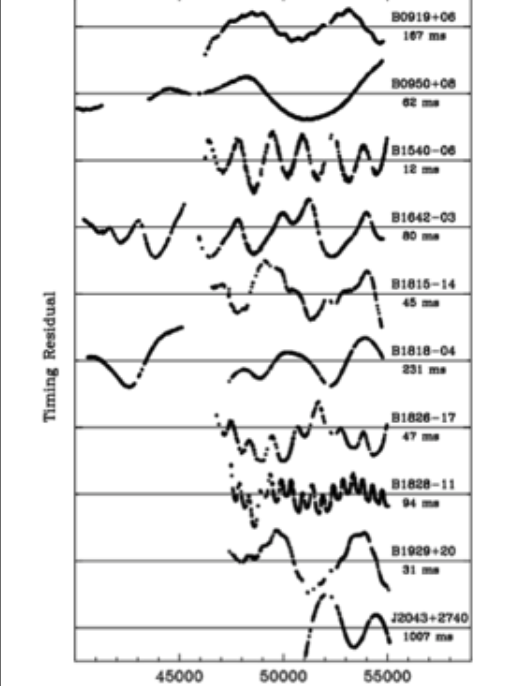 B0919+06
167 ms
B0950+08
62 ms
B1540-06
12 ms
B1642-03
80 ms
B1815-14
45 ms
B1818-04
231 ms
B1826-17
47 ms
B1828-11
94 ms
B1929+20
31 ms
J2043+2740
1007 ms
Timing Residual
45000
50000
55000